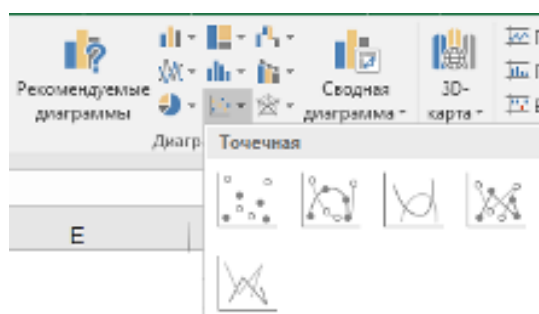 Рекомендуемые
диаграммы
Сводная
диаграмма
3D-
карта
Диагр
Точечная
E